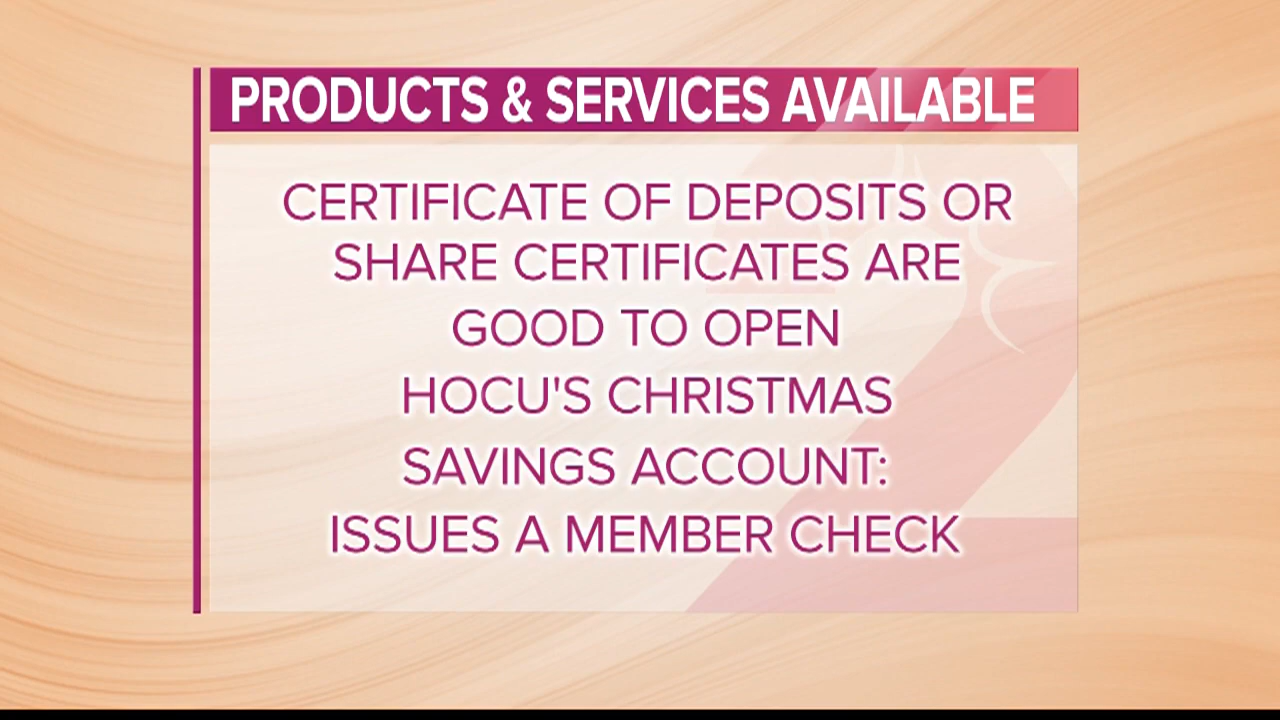 PRODUCTS & SERVICES AVAILABLE
CERTIFICATE OF DEPOSITS OR
SHARE CERTIFICATES ARE
GOOD TO OPEN
HOCU'S CHRISTMAS
SAVINGS ACCOUNT:
ISSUES A MEMBER CHECK